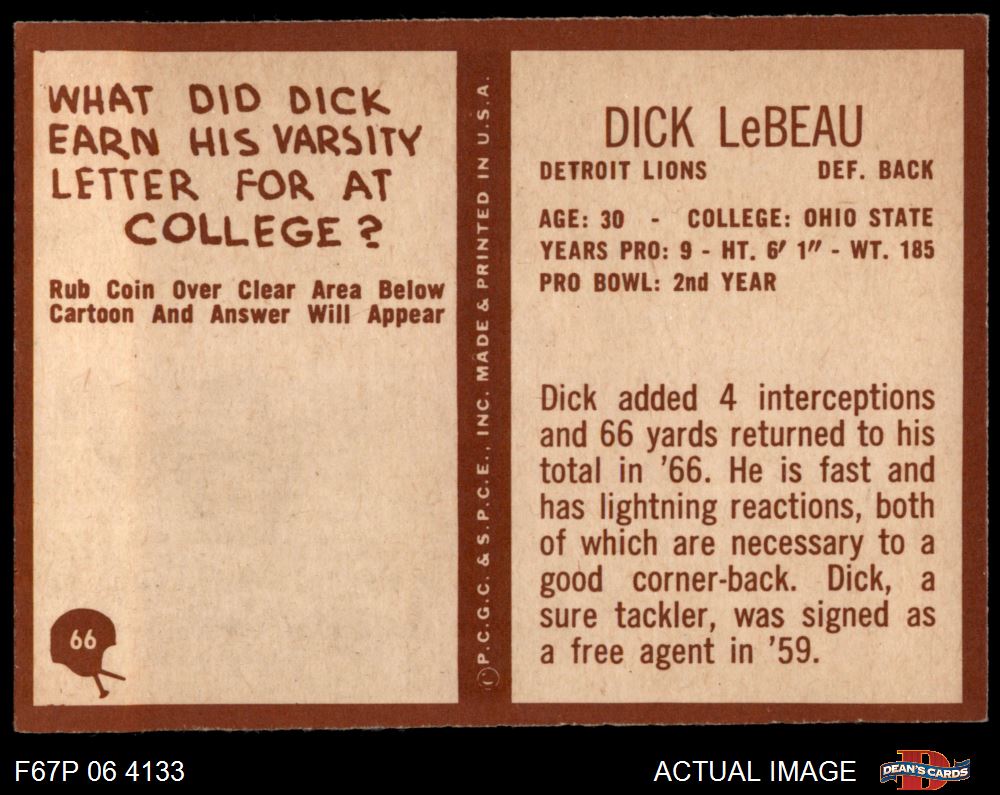 WHAT DID DICK
EARN HIS VARSITY
LETTER FOR AT
COLLEGE?
Rub Coin Over Clear Area Below
Cartoon And Answer Will Appear
66
©P.C.G.C. & S.P.C.E., INC. MADE & PRINTED IN U.S.A.
DICK LeBEAU
DETROIT LIONS DEF. BACK
AGE: 30 - COLLEGE: OHIO STATE
YEARS PRO: 9 - HT. 6′ 1″ - WT. 185
PRO BOWL: 2nd YEAR
Dick added 4 interceptions
and 66 yards returned to his
total in '66. He is fast and
has lightning reactions, both
of which are necessary to a
good corner-back. Dick, a
sure tackler, was signed as
a free agent in '59.
F67P 06 4133
ACTUAL IMAGE
DEAN'S CARDS